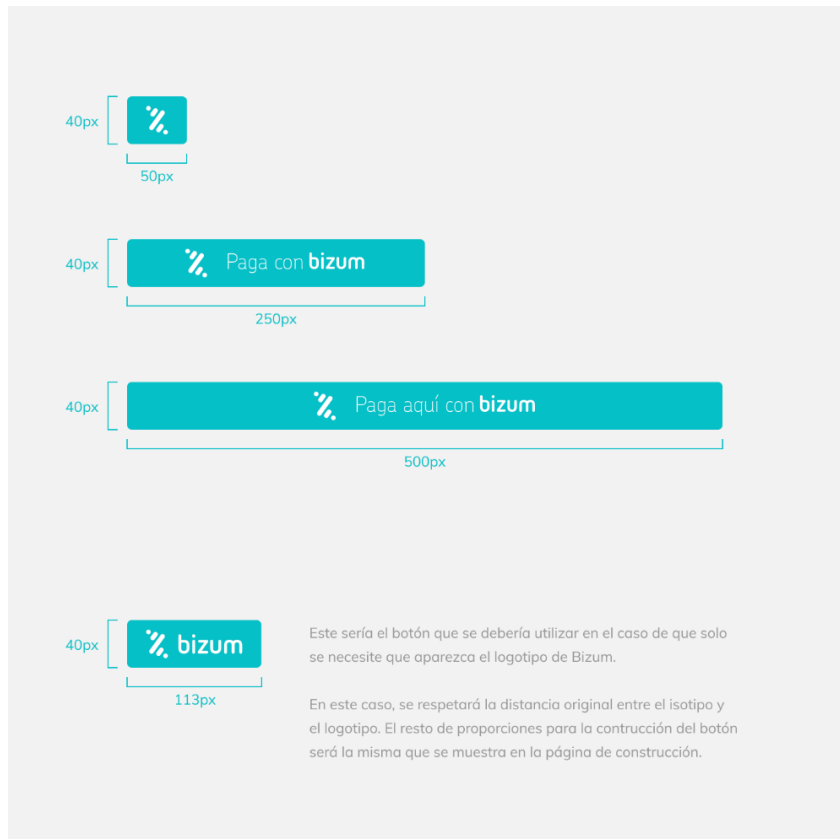 40px
50px
40px
Paga con bizum
250px
40px
Paga aquí con bizum
500px
40px
bizum
113px
Este sería el botón que se debería utilizar en el caso de que solo
se necesite que aparezca el logotipo de Bizum.
En este caso, se respetará la distancia original entre el isotipo y
el logotipo. El resto de proporciones para la contrucción del botón
será la misma que se muestra en la página de construcción.